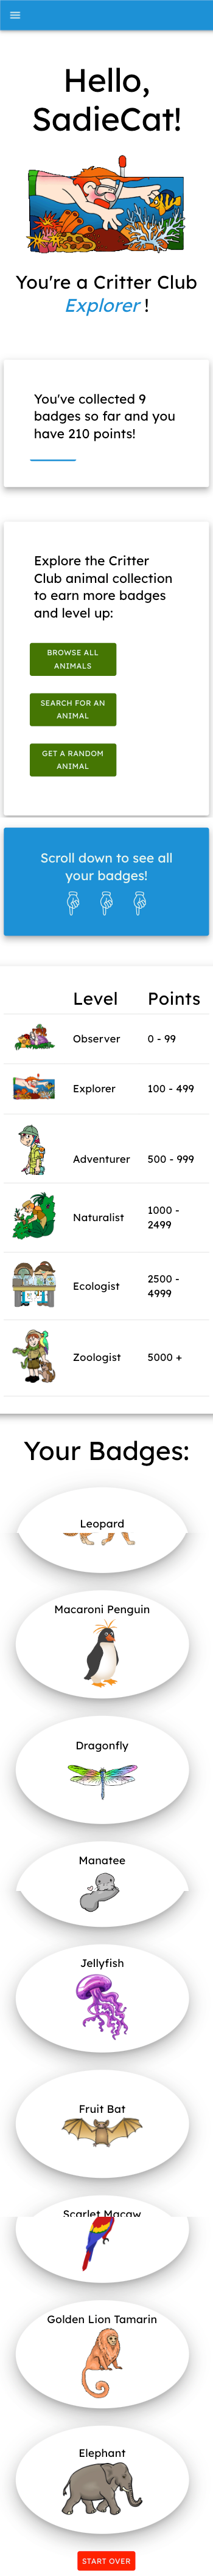 Hello,
SadieCat!
You're a Critter Club
Explorer !
You've collected 9
badges so far and you
have 210 points!
Explore the Critter
Club animal collection
to earn more badges
and level up:
BROWSE ALL
ANIMALS
SEARCH FOR AN
ANIMAL
GET A RANDOM
ANIMAL
Scroll down to see all
your badges!
Level Points
Observer 0 - 99
Explorer 100 - 499
Adventurer 500 - 999
Naturalist 1000 -
2499
Ecologist 2500 -
4999
Zoologist 5000 +
Your Badges:
Leopard
Macaroni Penguin
Dragonfly
Manatee
Jellyfish
Fruit Bat
Scarlet Macaw
Golden Lion Tamarin
Elephant
START OVER